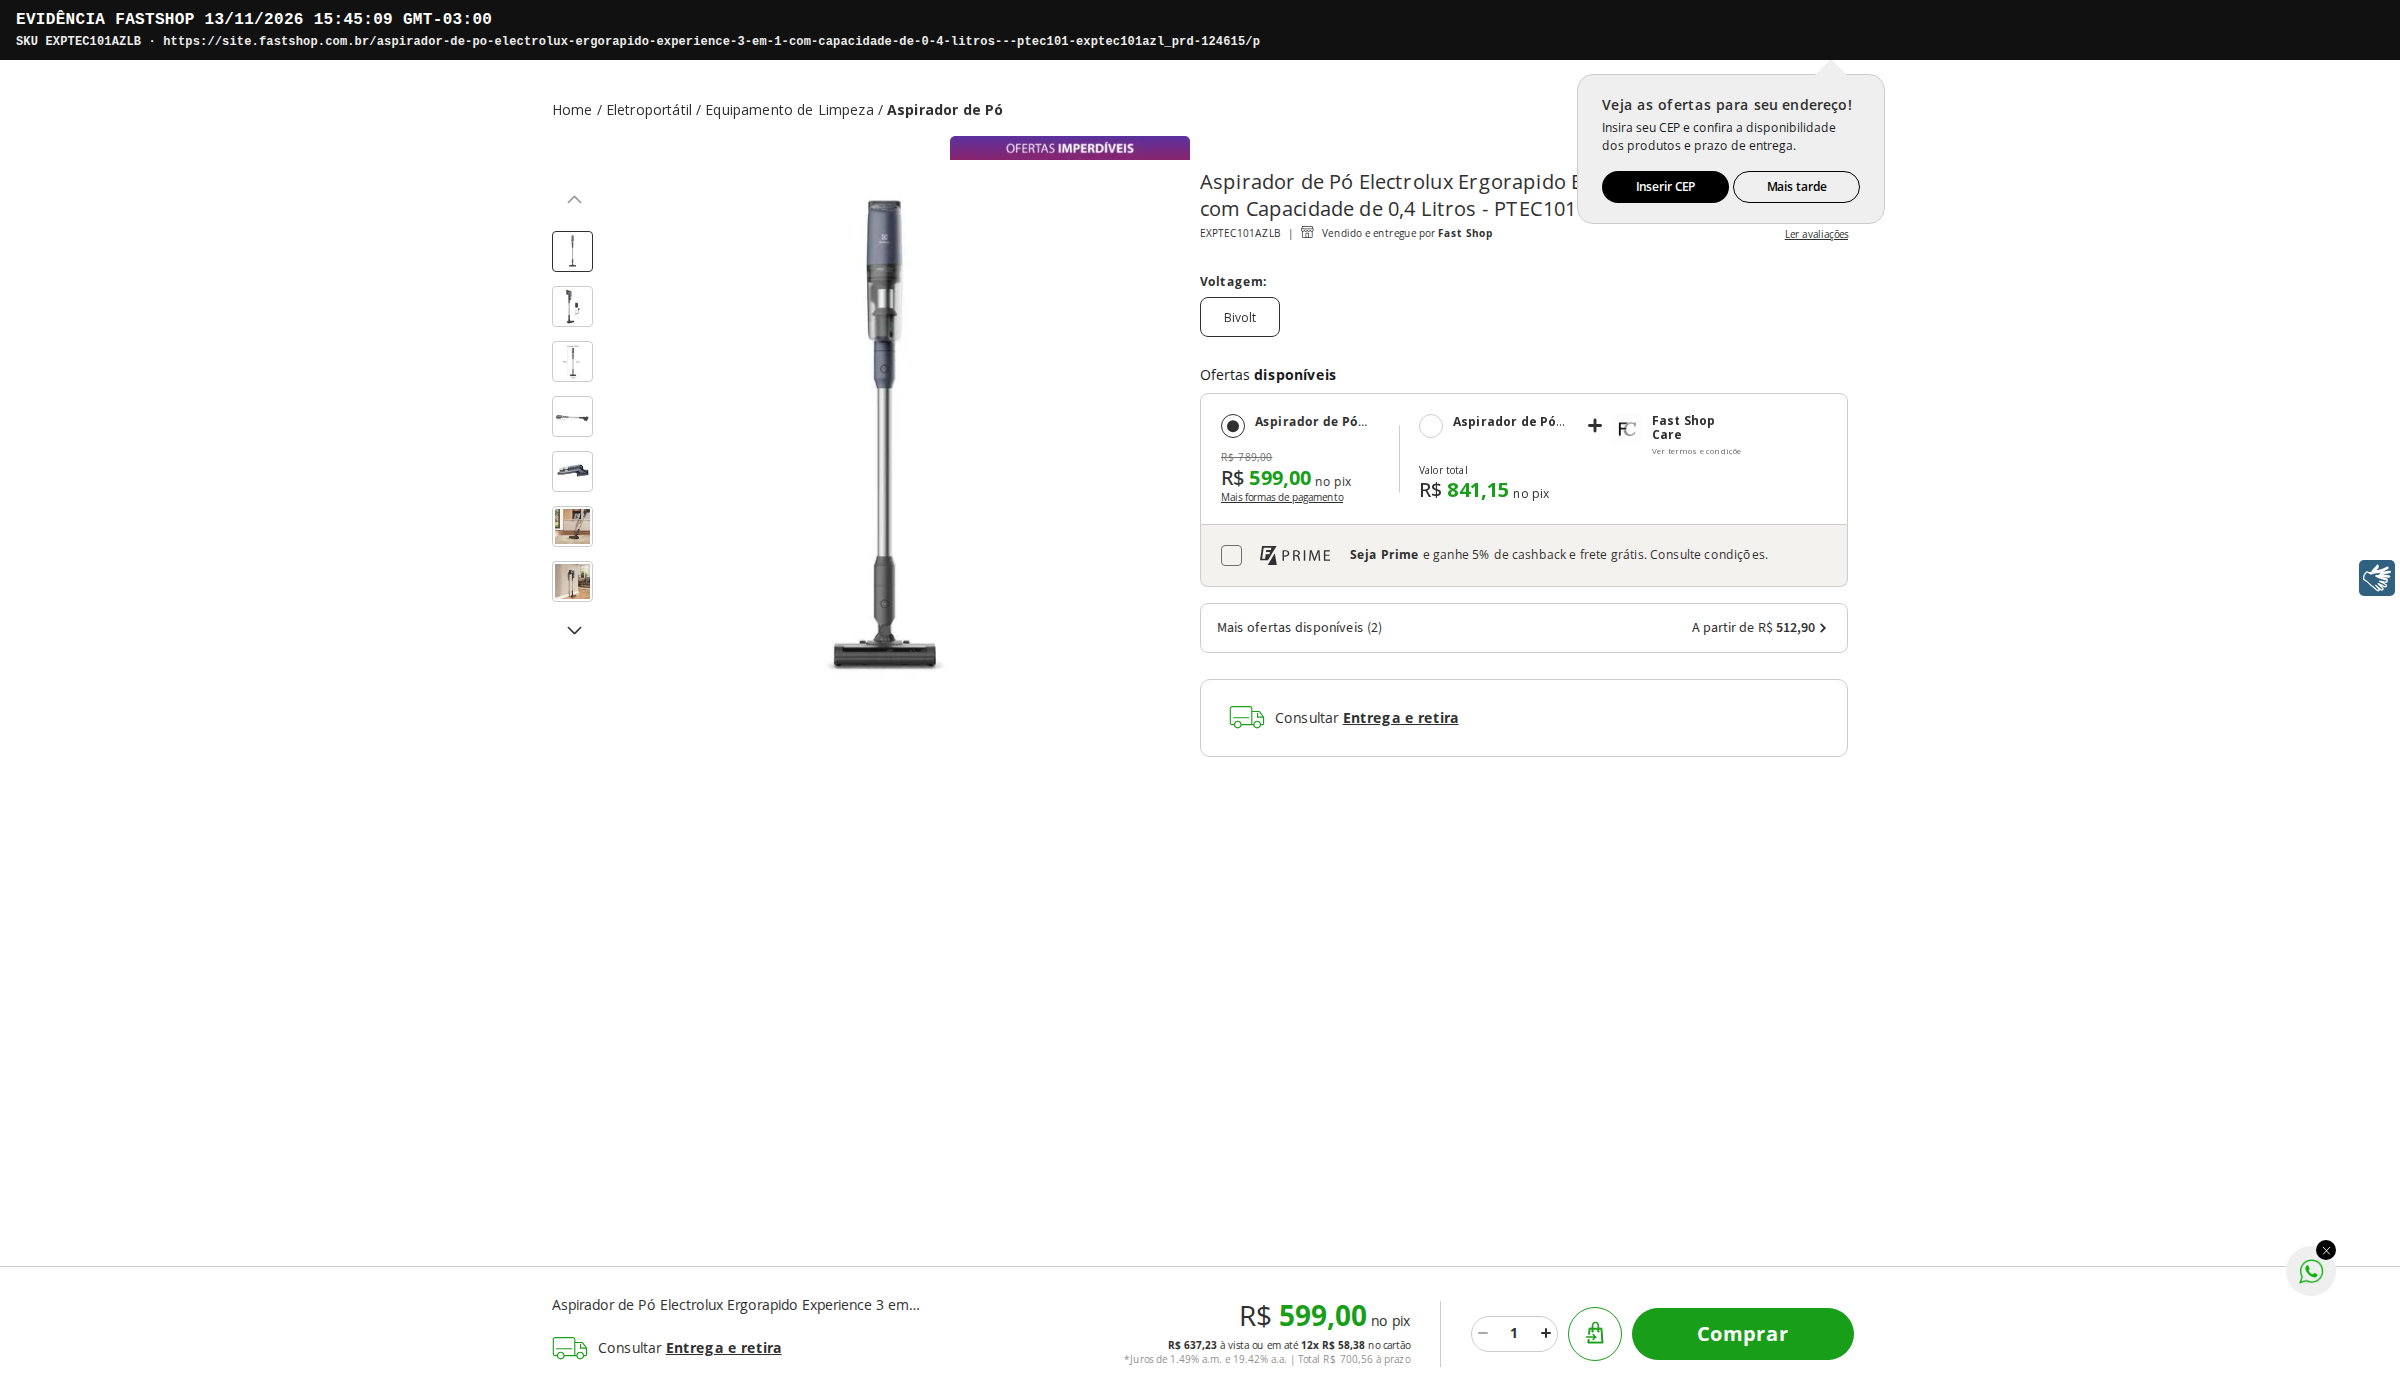 EVIDÊNCIA FASTSHOP 13/11/2026 15:45:09 GMT-03:00
SKU EXPTEC101AZLB · https://site.fastshop.com.br/aspirador-de-po-electrolux-ergorapido-experience-3-em-1-com-capacidade-de-0-4-litros---ptec101-exptec101azl_prd-124615/p
Home / Eletroportátil / Equipamento de Limpeza / Aspirador de Pó
Veja as ofertas para seu endereço!
Insira seu CEP e confira a disponibilidade
dos produtos e prazo de entrega.
Inserir CEP
Mais tarde
OFERTAS IMPERDÍVEIS
Aspirador de Pó Electrolux Ergorapido
com Capacidade de 0,4 Litros - PTEC101
EXPTEC101AZLB | Vendido e entregue por Fast Shop
Ler avaliações
Voltagem:
Bivolt
Ofertas disponíveis
Aspirador de Pó...
R$ 789,00
R$ 599,00 no pix
Mais formas de pagamento
Aspirador de Pó...
+
FC
Fast Shop
Care
Ver termos e condiçõe
Valor total
R$ 841,15 no pix
PRIME
Seja Prime e ganhe 5% de cashback e frete grátis. Consulte condições.
Mais ofertas disponíveis (2)
A partir de R$ 512,90
Consultar Entrega e retira
Aspirador de Pó Electrolux Ergorapido Experience 3 em...
Consultar Entrega e retira
R$ 599,00 no pix
R$ 637,23 à vista ou em até 12x R$ 58,38 no cartão
*Juros de 1.49% a.m. e 19.42% a.a. | Total R$ 700,56 à prazo
− 1 +
Comprar